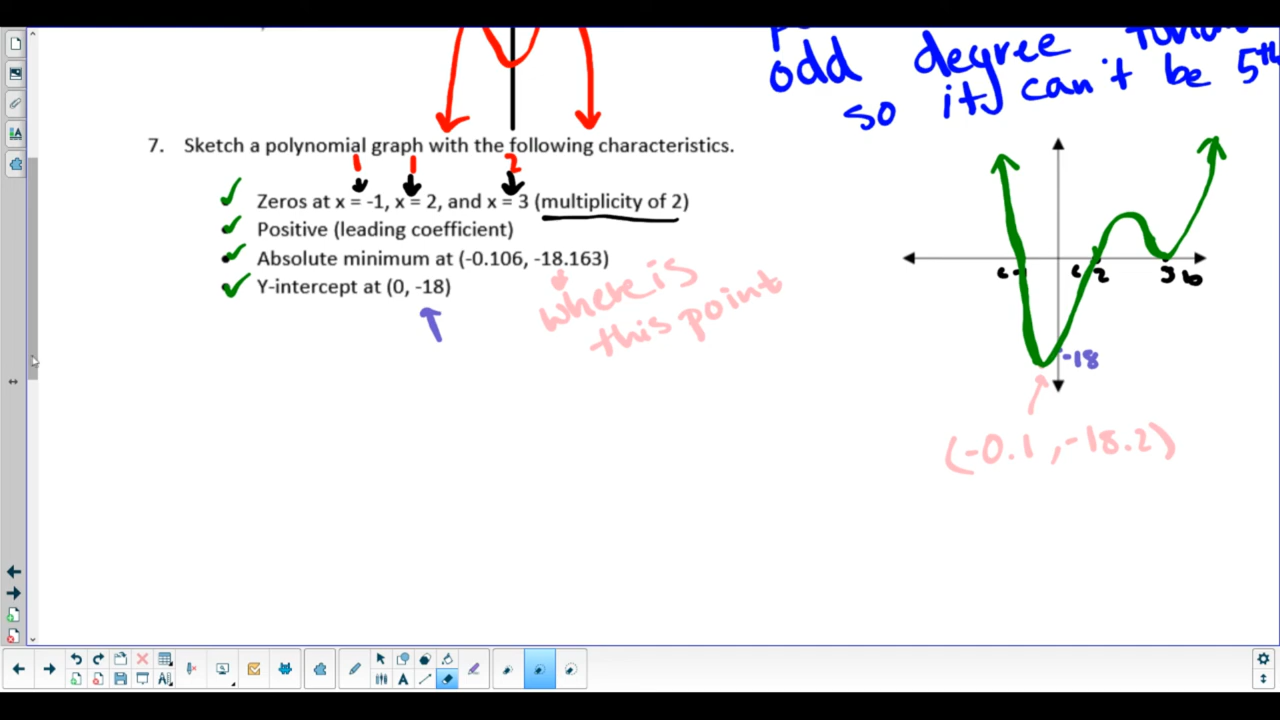 odd degree
so it can't be 5th
7. Sketch a polynomial graph with the following characteristics.
1 1 2
Zeros at x = -1, x = 2, and x = 3 (multiplicity of 2)
Positive (leading coefficient)
Absolute minimum at (-0.106, -18.163)
Y-intercept at (0, -18)
where is
this point
c -1 c 2 3 b
-18
(-0.1, -18.2)
A